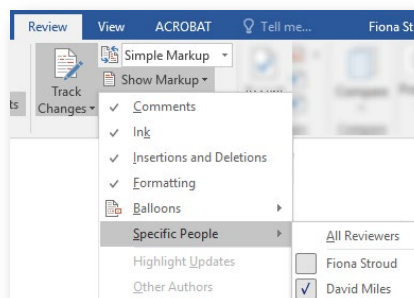 Review View ACROBAT Tell me... Fiona St
Simple Markup
Show Markup
Track
Changes
ts
Comments
Ink
Insertions and Deletions
Formatting
Balloons
Specific People
All Reviewers
Highlight Updates
Fiona Stroud
Other Authors
David Miles